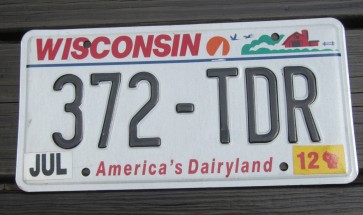 WISCONSIN
372-TDR
JUL America's Dairyland 12